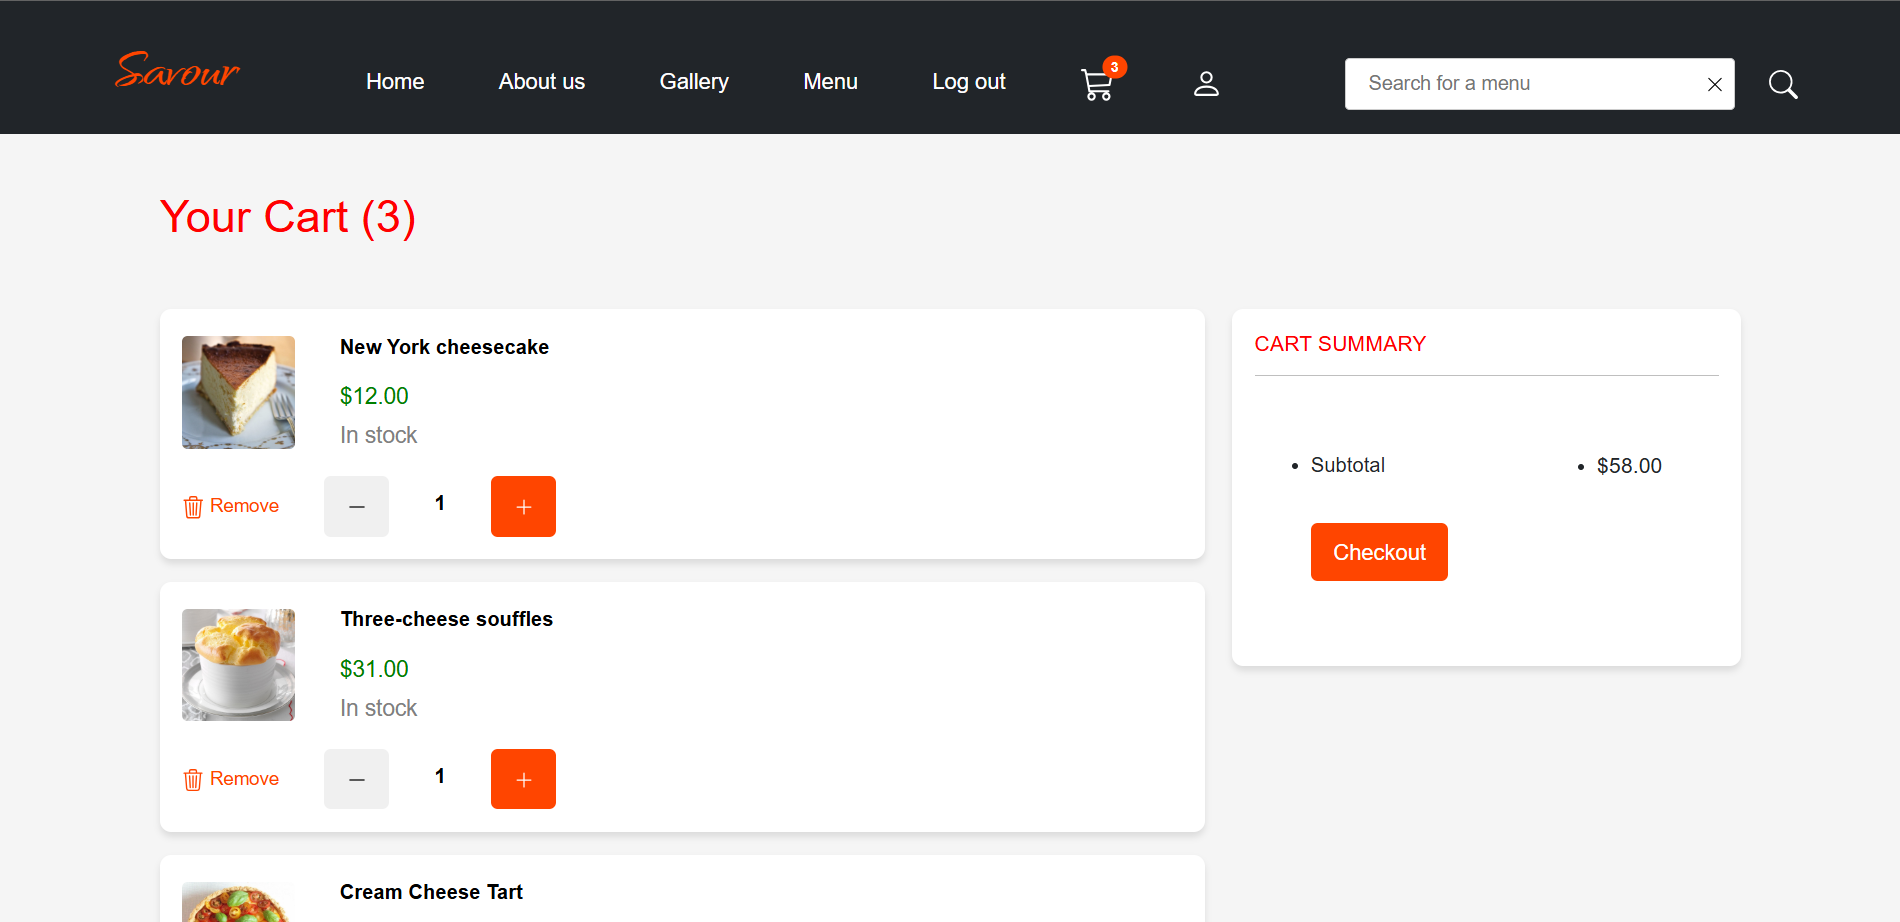 Savour
Home
About us
Gallery
Menu
Log out
3
Search for a menu
Your Cart (3)
New York cheesecake
$12.00
In stock
Remove
1
Three-cheese souffles
$31.00
In stock
Remove
1
Cream Cheese Tart
CART SUMMARY
Subtotal
$58.00
Checkout